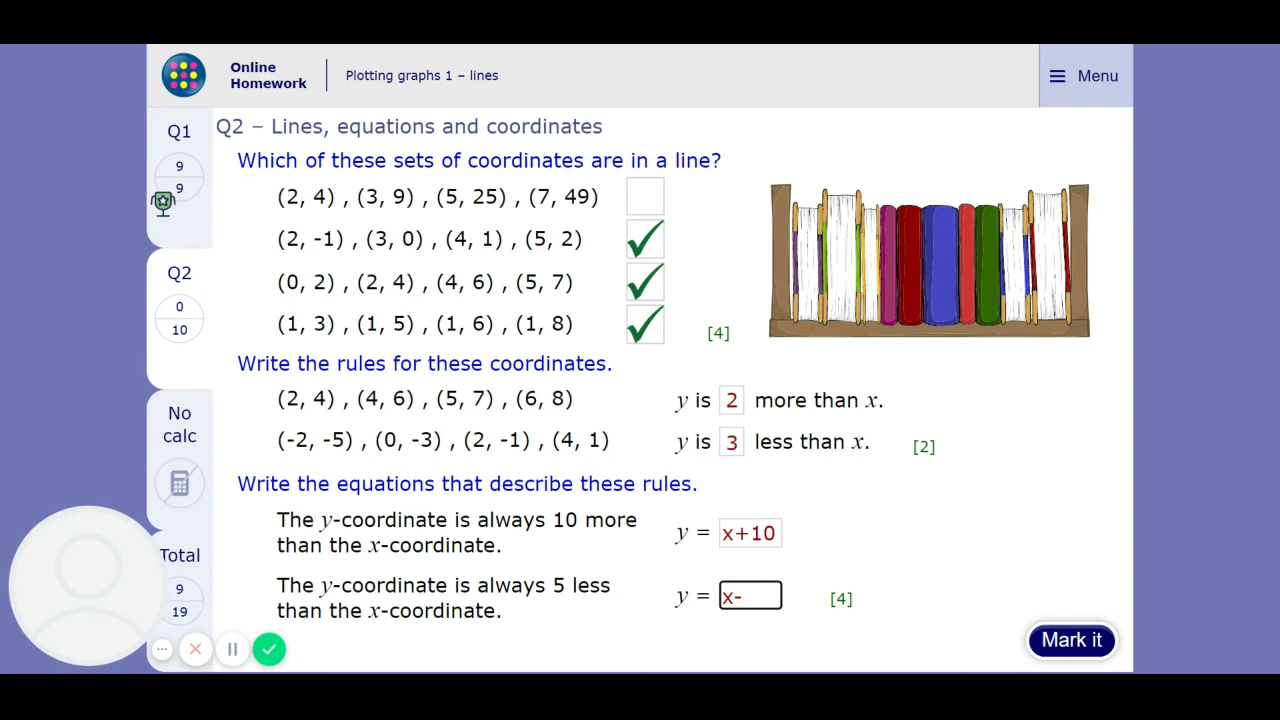 Online
Homework
Plotting graphs 1 – lines
Menu
Q1
9
9
Q2
0
10
No
calc
Total
9
19
Q2 – Lines, equations and coordinates
Which of these sets of coordinates are in a line?
(2, 4) , (3, 9) , (5, 25) , (7, 49)
(2, -1) , (3, 0) , (4, 1) , (5, 2)
(0, 2) , (2, 4) , (4, 6) , (5, 7)
(1, 3) , (1, 5) , (1, 6) , (1, 8)
[4]
Write the rules for these coordinates.
(2, 4) , (4, 6) , (5, 7) , (6, 8) y is 2 more than x.
(-2, -5) , (0, -3) , (2, -1) , (4, 1) y is 3 less than x. [2]
Write the equations that describe these rules.
The y-coordinate is always 10 more
than the x-coordinate.
y = x+10
The y-coordinate is always 5 less
than the x-coordinate.
y = x-
[4]
Mark it